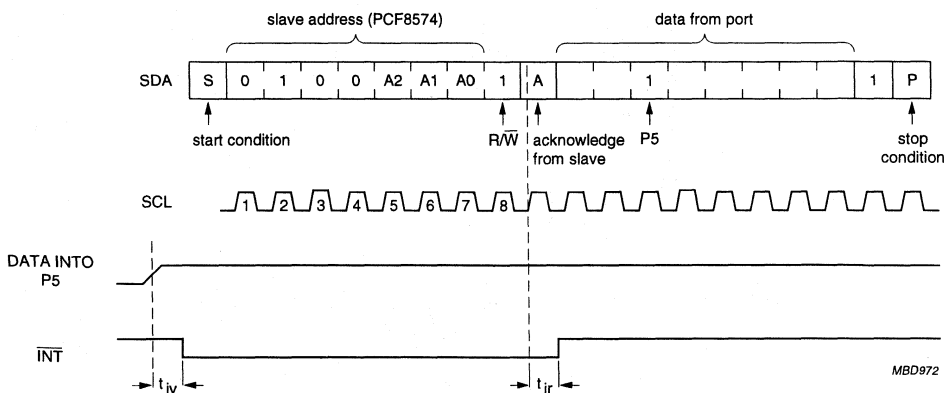 slave address (PCF8574) data from port
SDA S 0 1 0 0 A2 A1 A0 1 A 1 1 P
start condition R/W̅ acknowledge from slave P5 stop condition
SCL 1 2 3 4 5 6 7 8
DATA INTO P5
I̅N̅T̅
t_iv t_ir MBD972